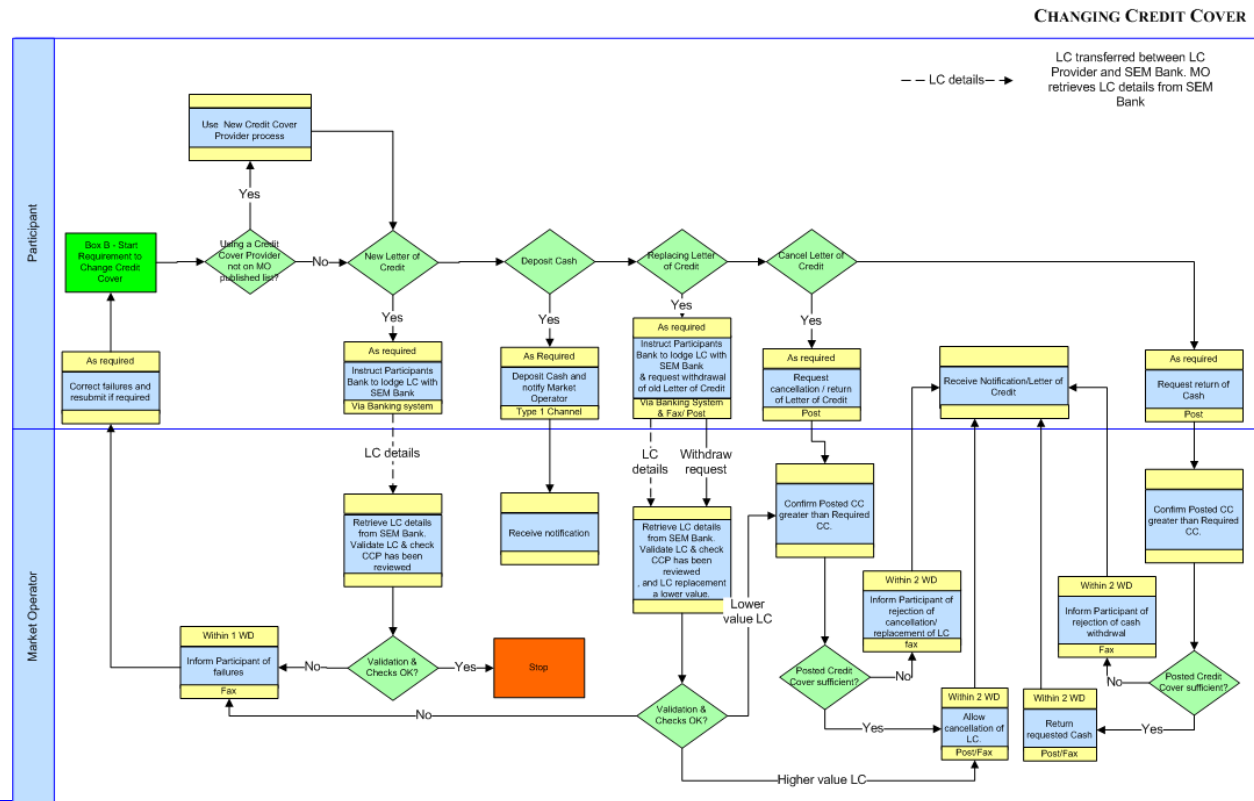 CHANGING CREDIT COVER
LC details
LC transferred between LC
Provider and SEM Bank. MO
retrieves LC details from SEM
Bank
Participant
Use New Credit Cover
Provider process
Yes
Box B - Start
Requirement to
Change Credit
Cover
Using a Credit
Cover Provider
not on MO
published list?
No
New Letter of
Credit
Deposit Cash
Replacing Letter
of Credit
Cancel Letter of
Credit
Yes
Yes
Yes
Yes
As required
Correct failures and
resubmit if required
As required
Instruct Participants
Bank to lodge LC with
SEM Bank
Via Banking system
As Required
Deposit Cash and
notify Market
Operator
Type 1 Channel
As required
Instruct Participants
Bank to lodge LC with
SEM Bank
& request withdrawal
of old Letter of Credit
Via Banking System
& Fax/ Post
As required
Request
cancellation / return
of Letter of Credit
Post
Receive Notification/Letter of
Credit
As required
Request return of
Cash
Post
Market Operator
LC details
LC
details
Withdraw
request
Retrieve LC details
from SEM Bank.
Validate LC & check
CCP has been
reviewed
Receive notification
Retrieve LC details
from SEM Bank.
Validate LC & check
CCP has been
reviewed
, and LC replacement
a lower value.
Confirm Posted CC
greater than Required
CC.
Confirm Posted CC
greater than Required
CC.
Lower
value LC
Within 2 WD
Inform Participant of
rejection of
cancellation/
replacement of LC
fax
Within 2 WD
Inform Participant of
rejection of cash
withdrwal
Fax
Within 1 WD
Inform Participant of
failures
Fax
No
Validation &
Checks OK?
Yes
Stop
Posted Credit
Cover sufficient?
No
No
Posted Credit
Cover sufficient?
No
Validation &
Checks OK?
Yes
Within 2 WD
Allow
cancellation of
LC.
Post/Fax
Within 2 WD
Return
requested Cash
Post/Fax
Yes
Higher value LC